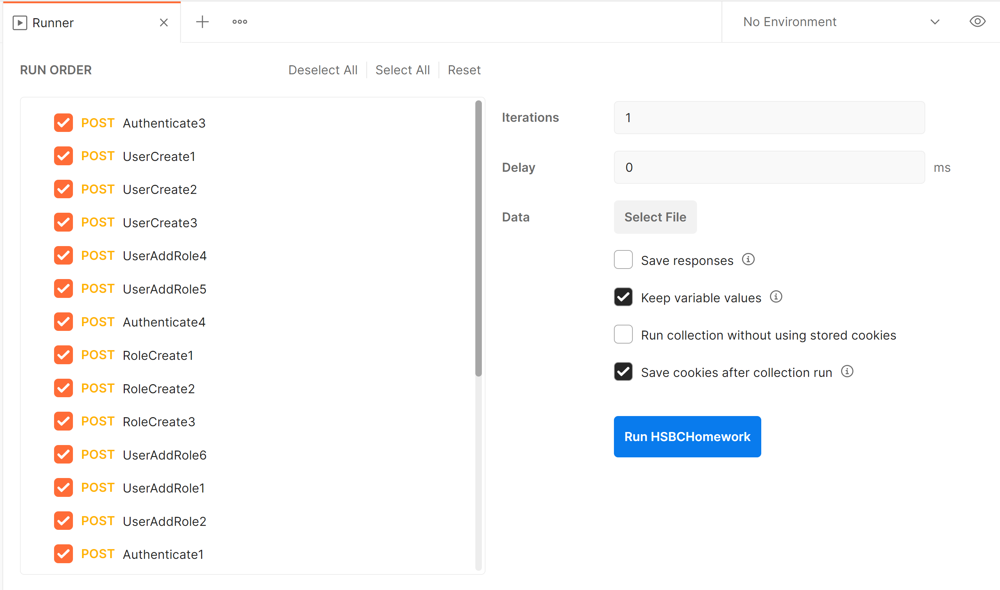 Runner
No Environment
RUN ORDER
Deselect All
Select All
Reset
POST Authenticate3
POST UserCreate1
POST UserCreate2
POST UserCreate3
POST UserAddRole4
POST UserAddRole5
POST Authenticate4
POST RoleCreate1
POST RoleCreate2
POST RoleCreate3
POST UserAddRole6
POST UserAddRole1
POST UserAddRole2
POST Authenticate1
Iterations 1
Delay 0 ms
Data Select File
Save responses
Keep variable values
Run collection without using stored cookies
Save cookies after collection run
Run HSBCHomework